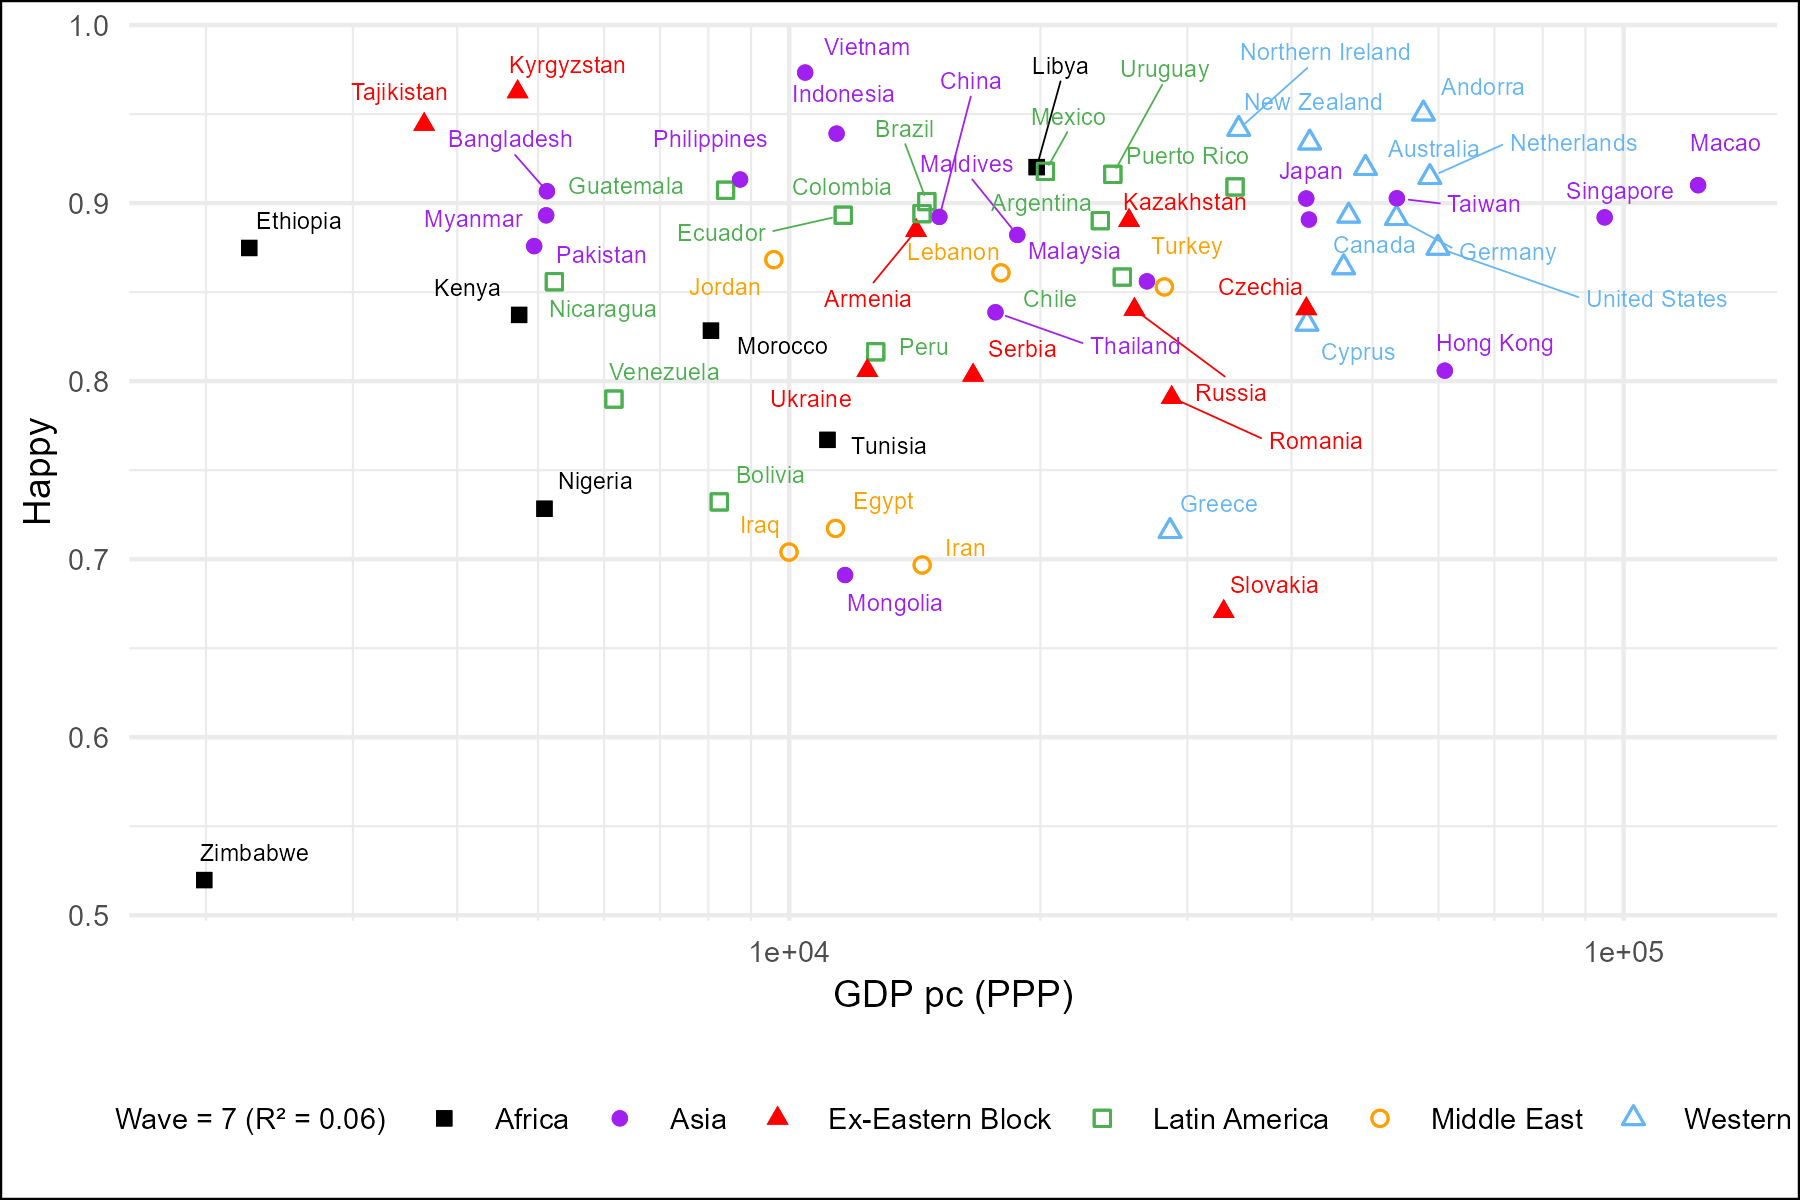 1.0
0.9
0.8
0.7
0.6
0.5
Happy
Vietnam
Northern Ireland
Kyrgyzstan
Libya
Uruguay
China
Tajikistan
Indonesia
Andorra
New Zealand
Mexico
Brazil
Bangladesh
Philippines
Netherlands
Macao
Australia
Puerto Rico
Maldives
Japan
Guatemala
Colombia
Singapore
Argentina
Kazakhstan
Taiwan
Ethiopia
Myanmar
Ecuador
Canada
Turkey
Pakistan
Lebanon
Malaysia
Germany
Kenya
Jordan
Czechia
Nicaragua
Armenia
Chile
United States
Morocco
Peru
Serbia
Thailand
Cyprus
Hong Kong
Venezuela
Ukraine
Russia
Tunisia
Romania
Nigeria
Bolivia
Egypt
Greece
Iraq
Iran
Mongolia
Slovakia
Zimbabwe
1e+04
1e+05
GDP pc (PPP)
Wave = 7 (R² = 0.06) Africa Asia Ex-Eastern Block Latin America Middle East Western